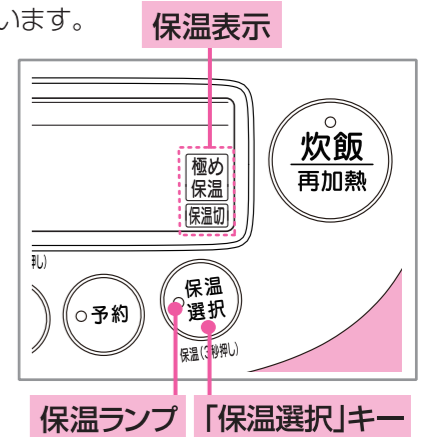 います。
保温表示
極め
保温
保温切
炊飯
再加熱
押し)
予約
保温
選択
保温(3秒押し)
保温ランプ
「保温選択」キー